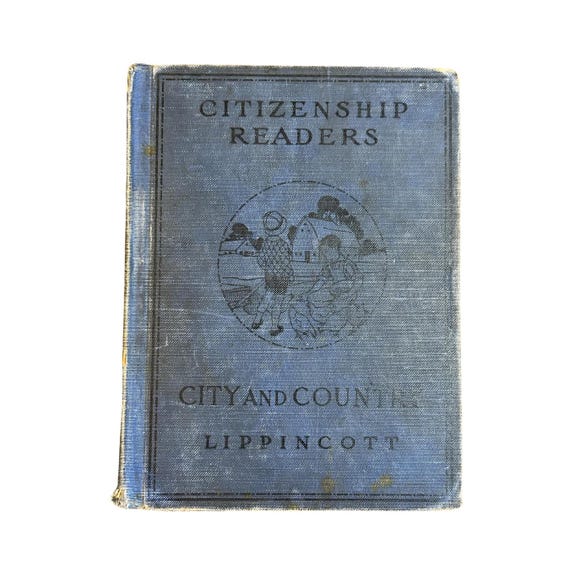 CITIZENSHIP
READERS
CITY AND COUNTRY
LIPPINCOTT